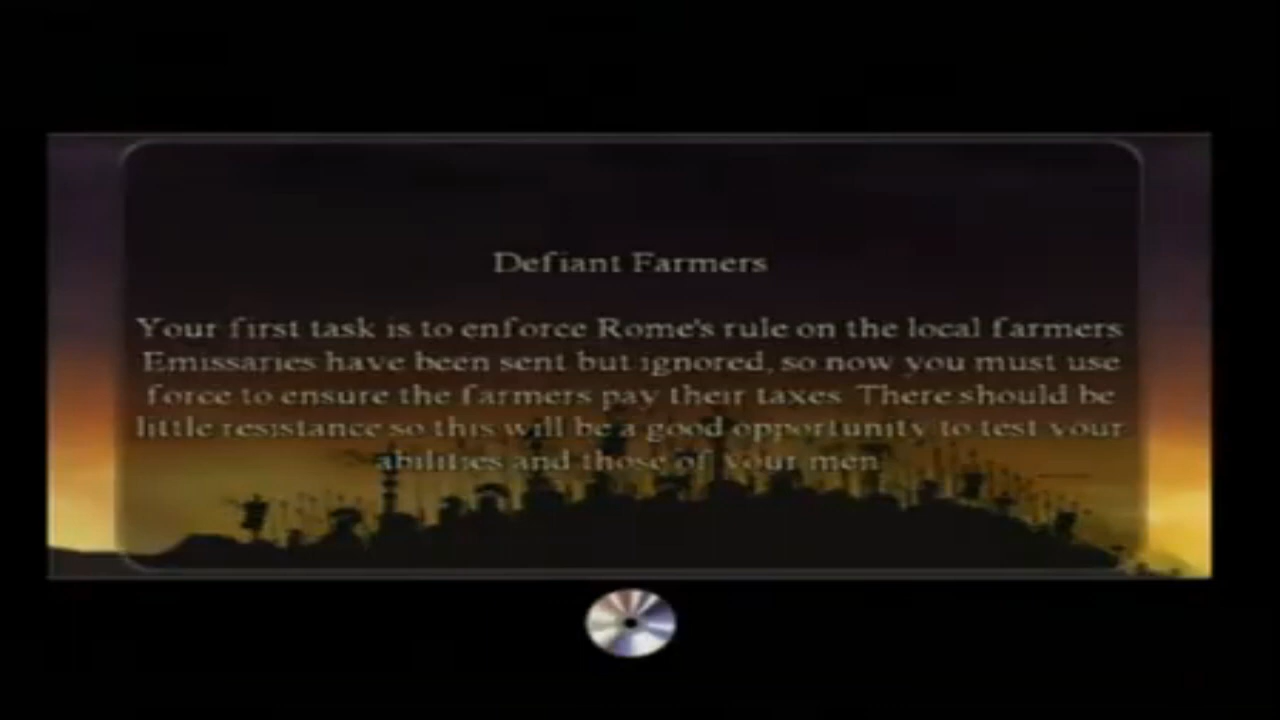 Defiant Farmers
Your first task is to enforce Rome's rule on the local farmers
Emissaries have been sent but ignored, so now you must use
force to ensure the farmers pay their taxes There should be
little resistance so this will be a good opportunity to test your
abilities and those of your men